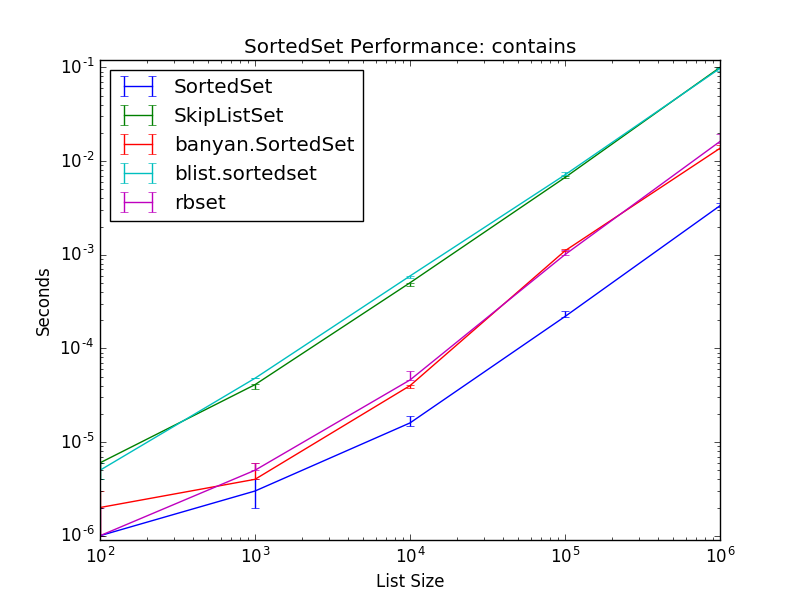 SortedSet Performance: contains
10^-1
10^-2
10^-3
10^-4
10^-5
10^-6
Seconds
SortedSet
SkipListSet
banyan.SortedSet
blist.sortedset
rbset
10^2
10^3
10^4
10^5
10^6
List Size